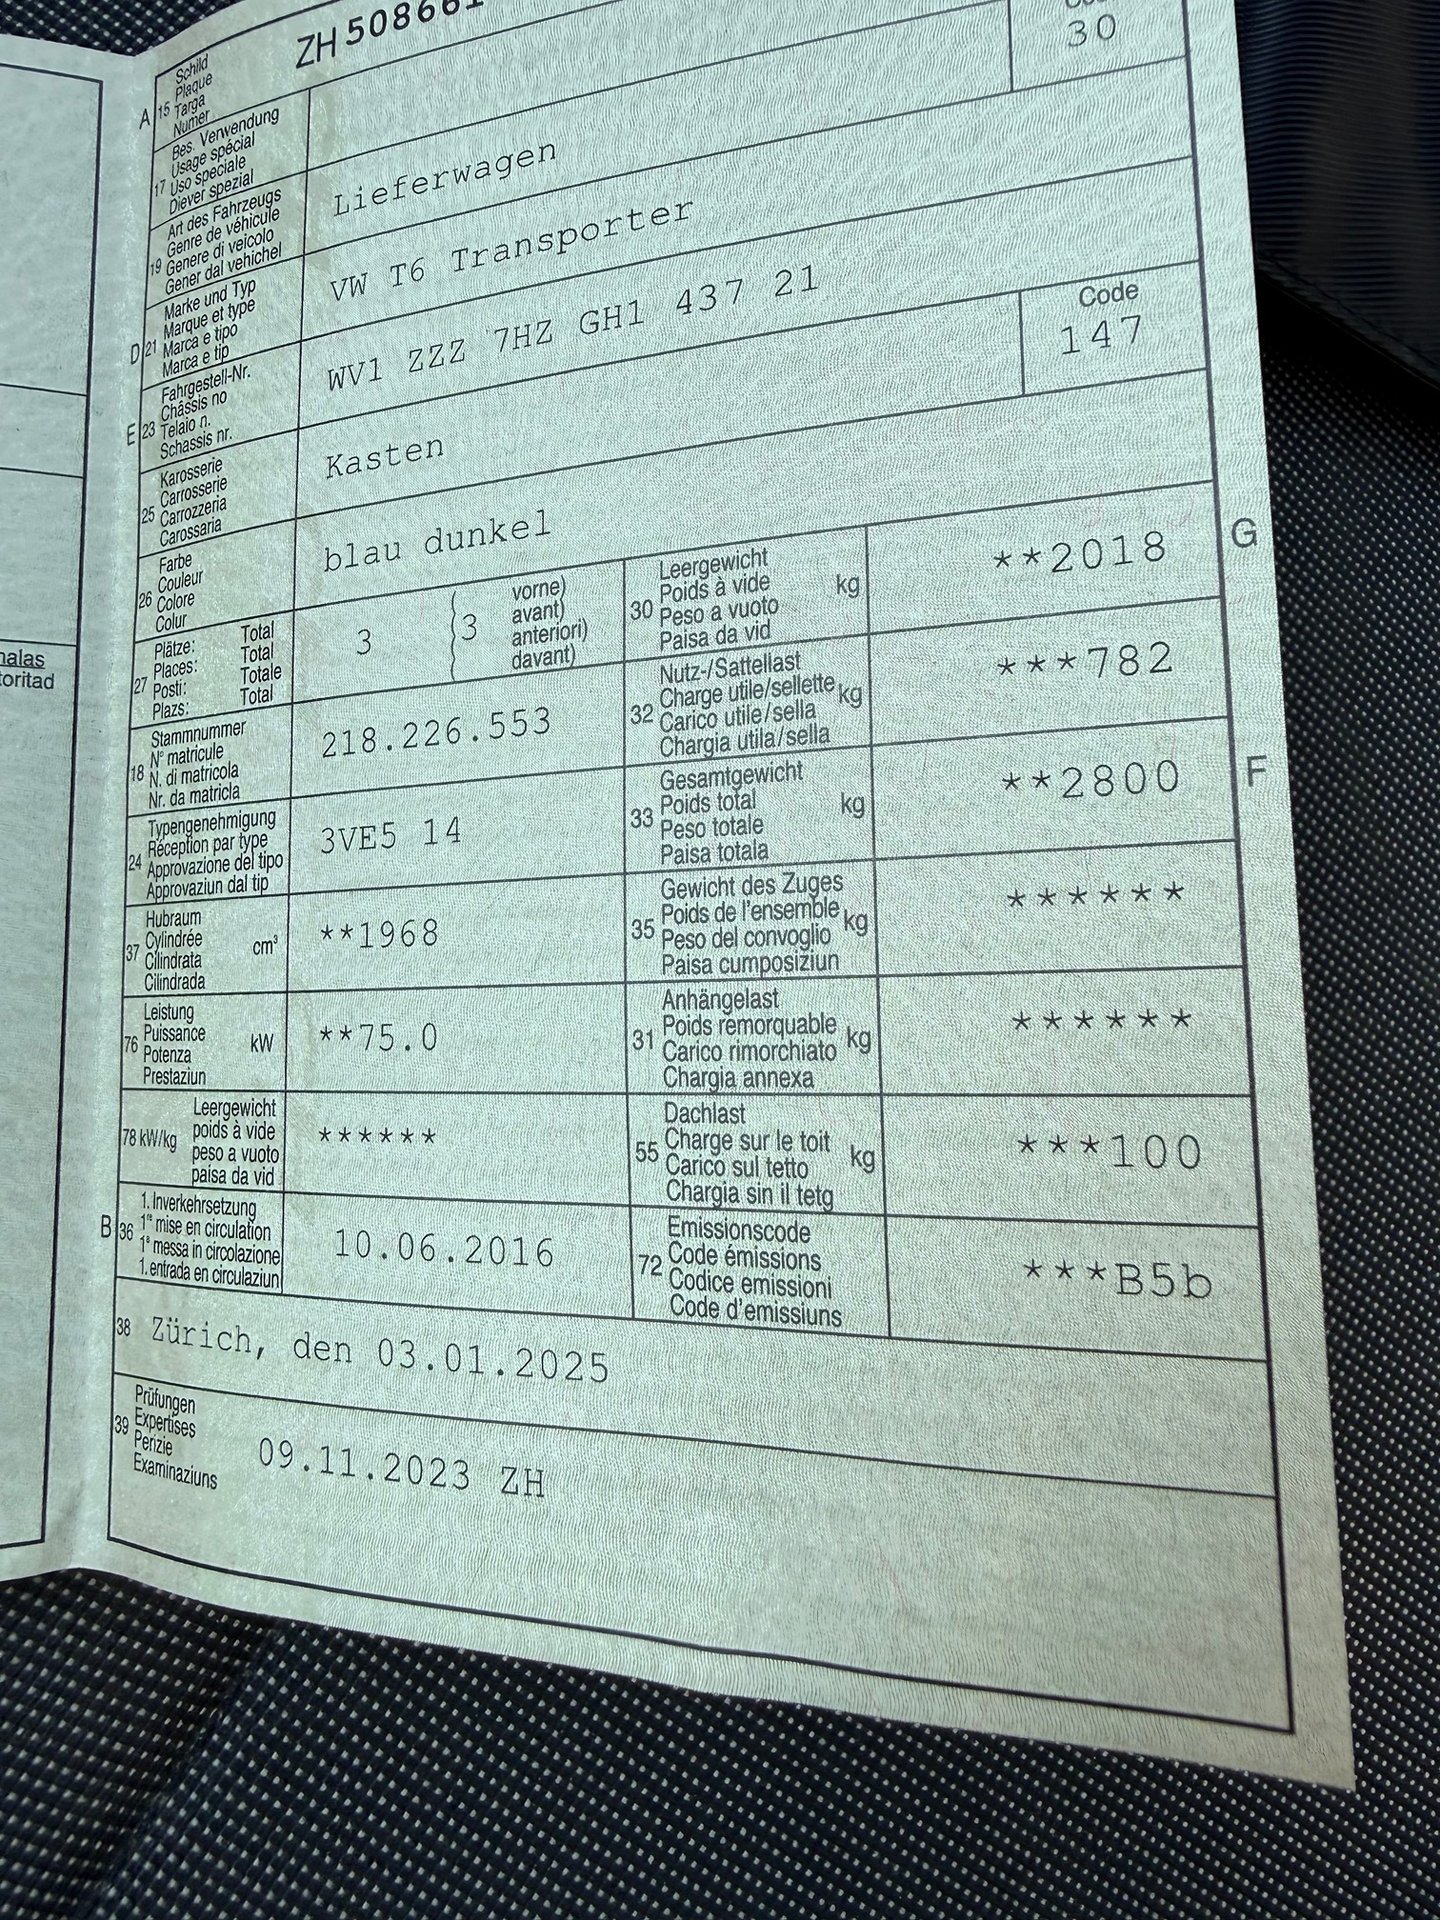 A 15 Schild
Plaque
Targa
Numer
ZH 508661
30
17 Bes. Verwendung
Usage spécial
Uso speciale
Diever spezial
19 Art des Fahrzeugs
Genre de véhicule
Genere di veicolo
Gener dal vehichel
Lieferwagen
D 21 Marke und Typ
Marque et type
Marca e tipo
Marca e tip
VW T6 Transporter
E 23 Fahrgestell-Nr.
Châssis no
Telaio n.
Schassis nr.
WV1 ZZZ 7HZ GH1 437 21
25 Karosserie
Carrosserie
Carrozzeria
Carossaria
Kasten
Code
147
26 Farbe
Couleur
Colore
Colur
blau dunkel
27 Plätze: Total
Places: Total
Posti: Totale
Plazs: Total
3 3 vorne)
avant)
anteriori)
davant)
30 Leergewicht
Poids à vide kg
Peso a vuoto
Paisa da vid
**2018 G
18 Stammnummer
N° matricule
N. di matricola
Nr. da matricla
218.226.553
32 Nutz-/Sattellast
Charge utile/sellette kg
Carico utile/sella
Chargia utila/sella
***782
24 Typengenehmigung
Réception par type
Approvazione del tipo
Approvaziun dal tip
3VE5 14
33 Gesamtgewicht
Poids total kg
Peso totale
Paisa totala
**2800 F
37 Hubraum
Cylindrée cm³
Cilindrata
Cilindrada
**1968
35 Gewicht des Zuges
Poids de l'ensemble kg
Peso del convoglio
Paisa cumposiziun
******
76 Leistung
Puissance kW
Potenza
Prestaziun
**75.0
31 Anhängelast
Poids remorquable kg
Carico rimorchiato
Chargia annexa
******
78 kW/kg Leergewicht
poids à vide
peso a vuoto
paisa da vid
******
55 Dachlast
Charge sur le toit kg
Carico sul tetto
Chargia sin il tetg
***100
B 36 1. Inverkehrsetzung
1re mise en circulation
1a messa in circolazione
1. entrada en circulaziun
10.06.2016
72 Emissionscode
Code émissions
Codice emissioni
Code d'emissiuns
***B5b
38 Zürich, den 03.01.2025
39 Prüfungen
Expertises
Perizie
Examinaziuns
09.11.2023 ZH